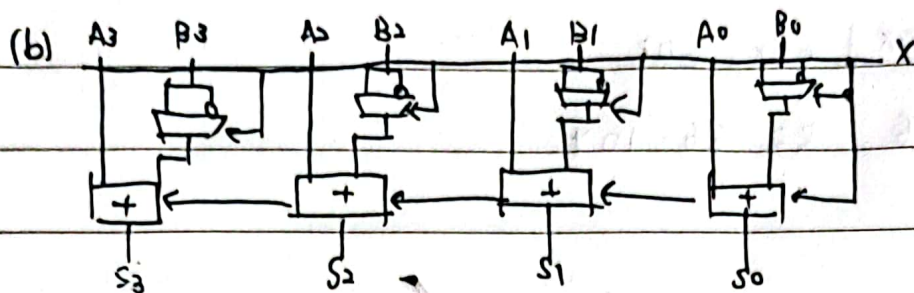 (b) A3 B3 A2 B2 A1 B1 A0 B0 X
+ + + +
S3 S2 S1 S0